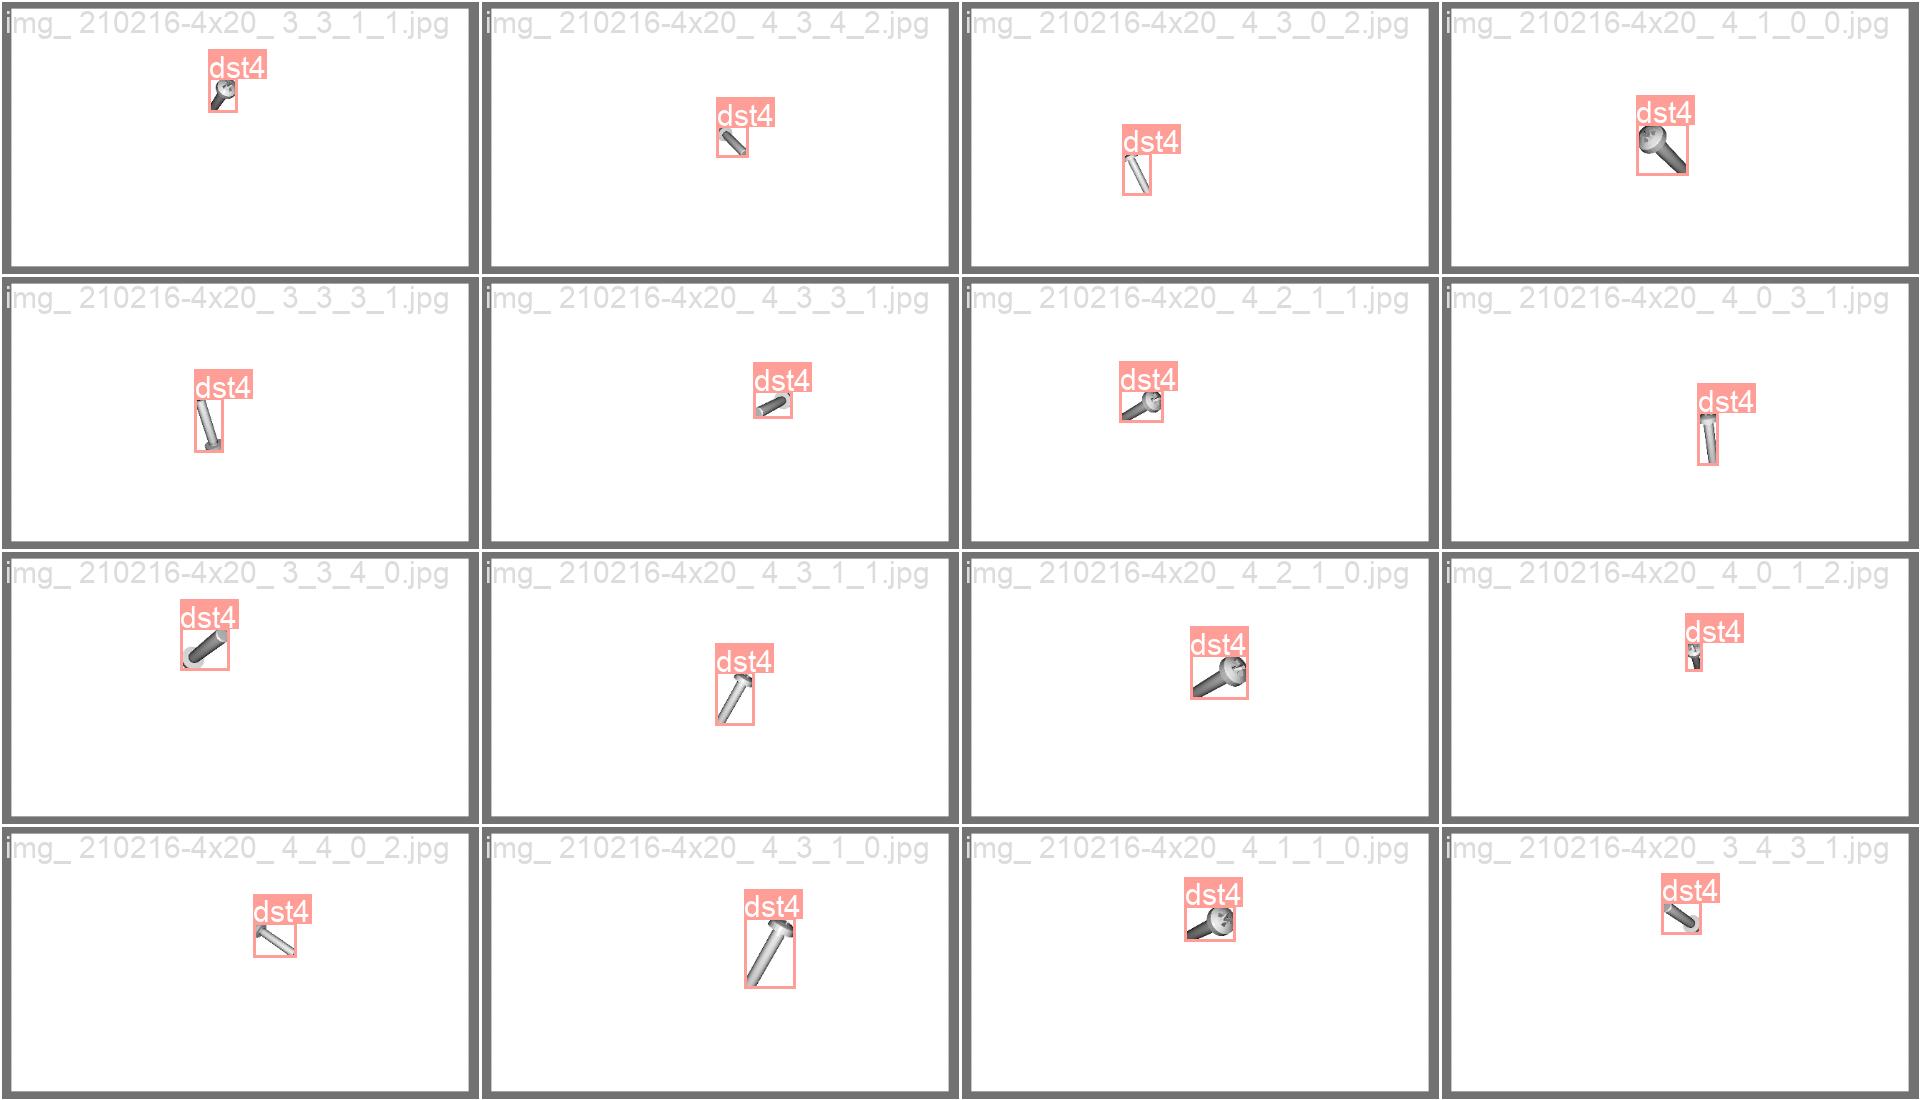 img_ 210216-4x20_ 3_3_1_1.jpg
dst4
img_ 210216-4x20_ 4_3_4_2.jpg
dst4
img_ 210216-4x20_ 4_3_0_2.jpg
dst4
img_ 210216-4x20_ 4_1_0_0.jpg
dst4
img_ 210216-4x20_ 3_3_3_1.jpg
dst4
img_ 210216-4x20_ 4_3_3_1.jpg
dst4
img_ 210216-4x20_ 4_2_1_1.jpg
dst4
img_ 210216-4x20_ 4_0_3_1.jpg
dst4
img_ 210216-4x20_ 3_3_4_0.jpg
dst4
img_ 210216-4x20_ 4_3_1_1.jpg
dst4
img_ 210216-4x20_ 4_2_1_0.jpg
dst4
img_ 210216-4x20_ 4_0_1_2.jpg
dst4
img_ 210216-4x20_ 4_4_0_2.jpg
dst4
img_ 210216-4x20_ 4_3_1_0.jpg
dst4
img_ 210216-4x20_ 4_1_1_0.jpg
dst4
img_ 210216-4x20_ 3_4_3_1.jpg
dst4